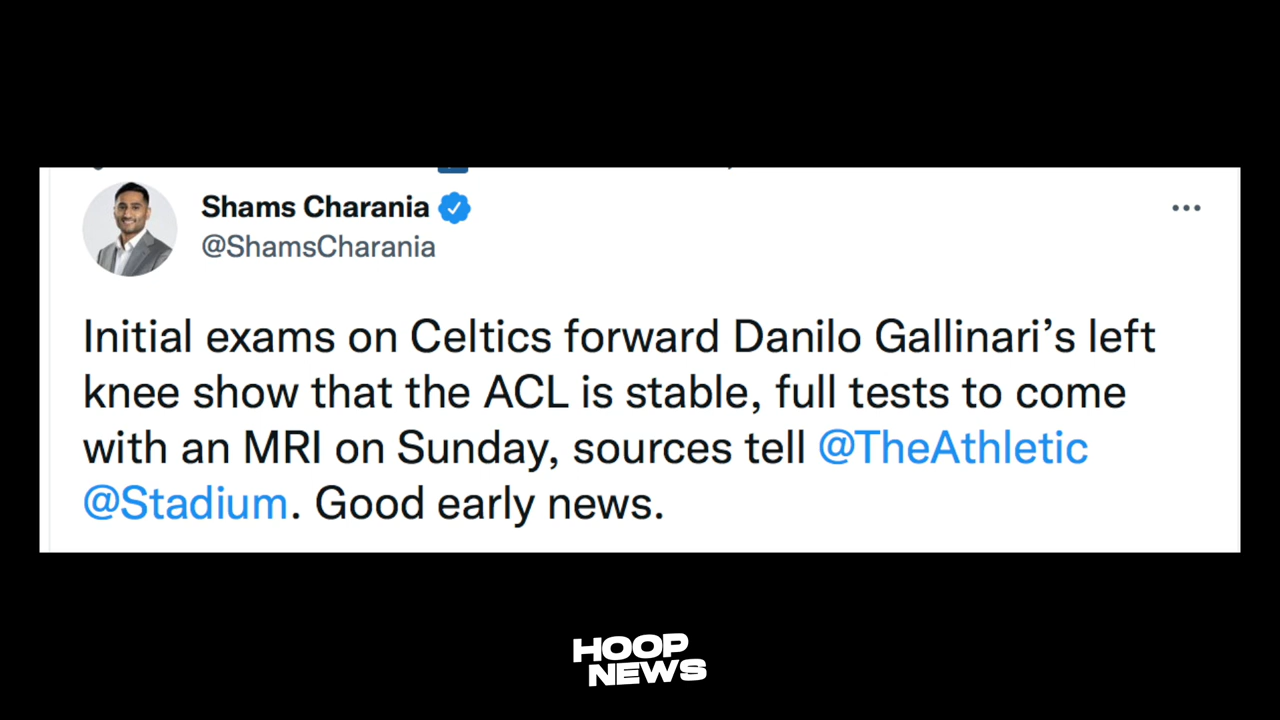 Shams Charania
@ShamsCharania
Initial exams on Celtics forward Danilo Gallinari’s left
knee show that the ACL is stable, full tests to come
with an MRI on Sunday, sources tell @TheAthletic
@Stadium. Good early news.
HOOP
NEWS